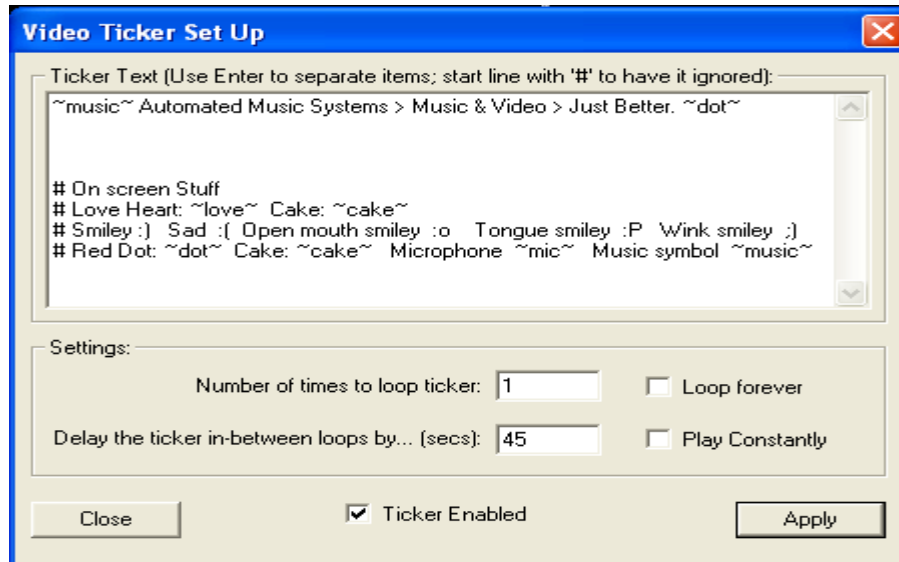 Video Ticker Set Up
Ticker Text (Use Enter to separate items; start line with '#' to have it ignored):
~music~ Automated Music Systems > Music & Video > Just Better. ~dot~
# On screen Stuff
# Love Heart: ~love~ Cake: ~cake~
# Smiley :) Sad :( Open mouth smiley :o Tongue smiley :P Wink smiley ;)
# Red Dot: ~dot~ Cake: ~cake~ Microphone ~mic~ Music symbol ~music~
Settings:
Number of times to loop ticker: 1 Loop forever
Delay the ticker in-between loops by... (secs): 45 Play Constantly
Close Ticker Enabled Apply